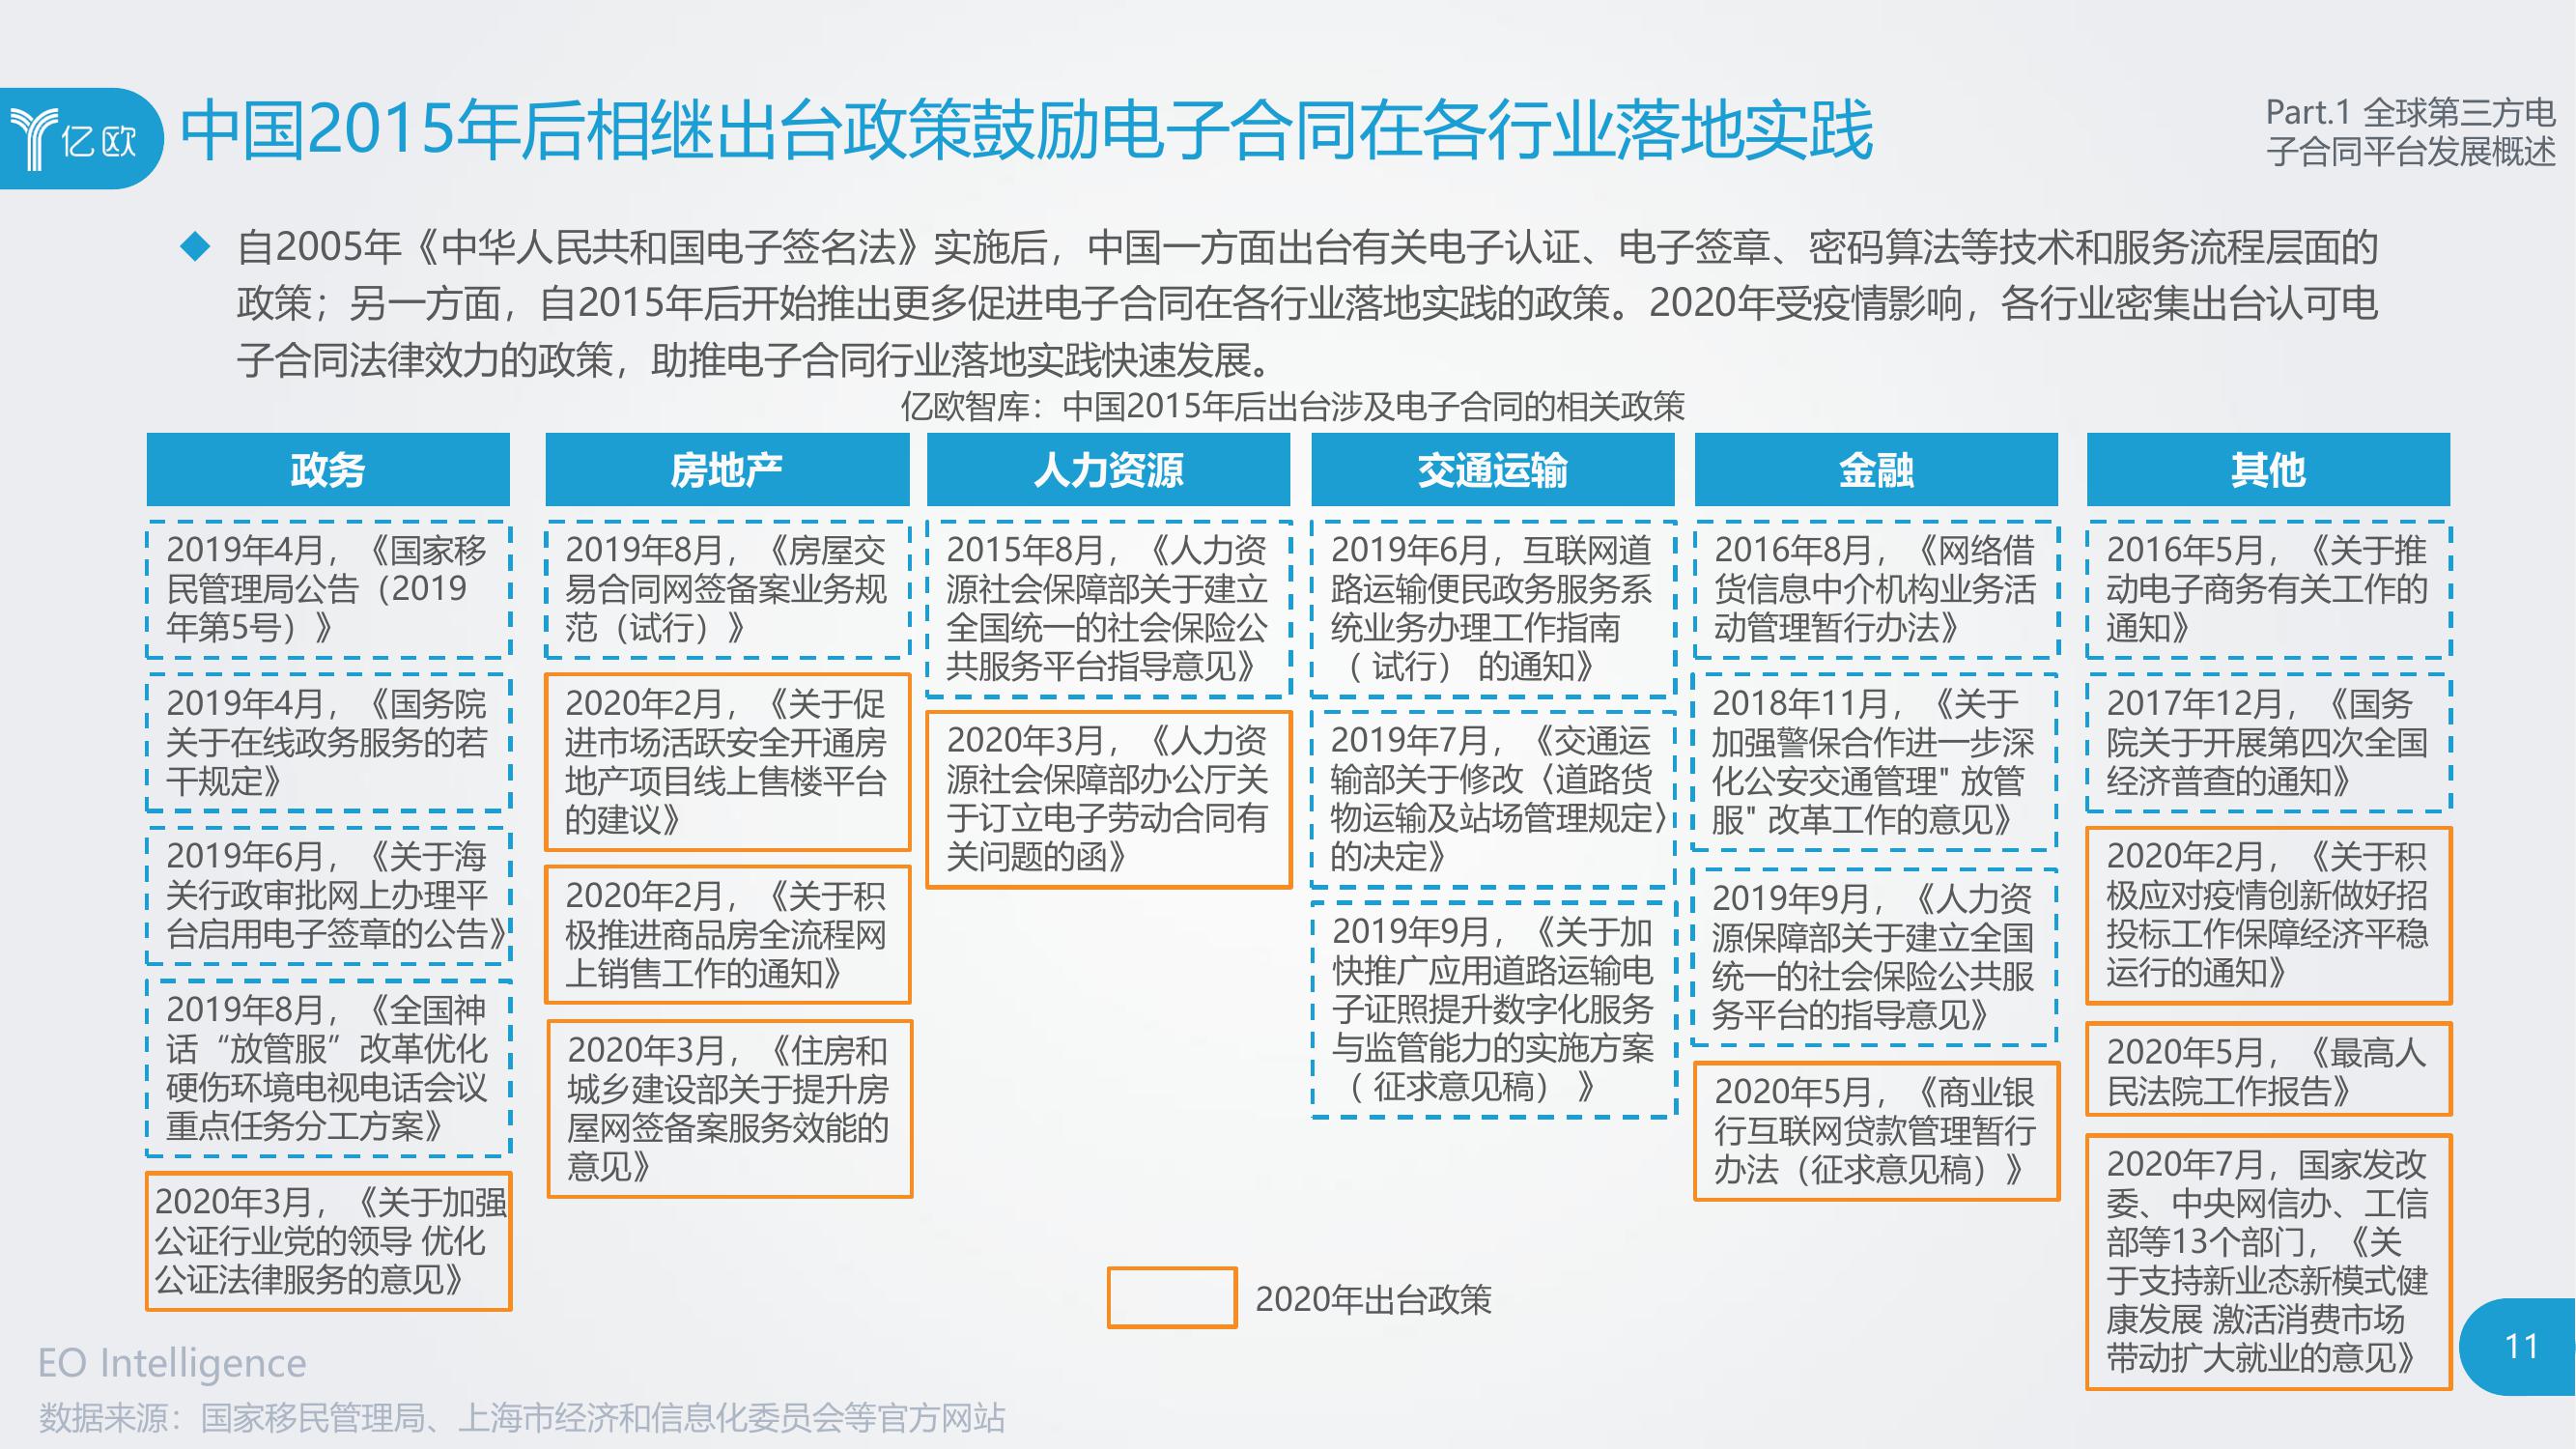 亿欧
中国2015年后相继出台政策鼓励电子合同在各行业落地实践
Part.1 全球第三方电
子合同平台发展概述
自2005年《中华人民共和国电子签名法》实施后，中国一方面出台有关电子认证、电子签章、密码算法等技术和服务流程层面的
政策；另一方面，自2015年后开始推出更多促进电子合同在各行业落地实践的政策。2020年受疫情影响，各行业密集出台认可电
子合同法律效力的政策，助推电子合同行业落地实践快速发展。
亿欧智库：中国2015年后出台涉及电子合同的相关政策
政务
2019年4月，《国家移
民管理局公告（2019
年第5号）》
2019年4月，《国务院
关于在线政务服务的若
干规定》
2019年6月，《关于海
关行政审批网上办理平
台启用电子签章的公告》
2019年8月，《全国神
话“放管服”改革优化
硬伤环境电视电话会议
重点任务分工方案》
2020年3月，《关于加强
公证行业党的领导 优化
公证法律服务的意见》
房地产
2019年8月，《房屋交
易合同网签备案业务规
范（试行）》
2020年2月，《关于促
进市场活跃安全开通房
地产项目线上售楼平台
的建议》
2020年2月，《关于积
极推进商品房全流程网
上销售工作的通知》
2020年3月，《住房和
城乡建设部关于提升房
屋网签备案服务效能的
意见》
人力资源
2015年8月，《人力资
源社会保障部关于建立
全国统一的社会保险公
共服务平台指导意见》
2020年3月，《人力资
源社会保障部办公厅关
于订立电子劳动合同有
关问题的函》
交通运输
2019年6月，互联网道
路运输便民政务服务系
统业务办理工作指南
（ 试行） 的通知》
2019年7月，《交通运
输部关于修改〈道路货
物运输及站场管理规定〉
的决定》
2019年9月，《关于加
快推广应用道路运输电
子证照提升数字化服务
与监管能力的实施方案
（ 征求意见稿） 》
金融
2016年8月，《网络借
货信息中介机构业务活
动管理暂行办法》
2018年11月，《关于
加强警保合作进一步深
化公安交通管理" 放管
服" 改革工作的意见》
2019年9月，《人力资
源保障部关于建立全国
统一的社会保险公共服
务平台的指导意见》
2020年5月，《商业银
行互联网贷款管理暂行
办法（征求意见稿）》
其他
2016年5月，《关于推
动电子商务有关工作的
通知》
2017年12月，《国务
院关于开展第四次全国
经济普查的通知》
2020年2月，《关于积
极应对疫情创新做好招
投标工作保障经济平稳
运行的通知》
2020年5月，《最高人
民法院工作报告》
2020年7月，国家发改
委、中央网信办、工信
部等13个部门，《关
于支持新业态新模式健
康发展 激活消费市场
带动扩大就业的意见》
2020年出台政策
EO Intelligence
数据来源：国家移民管理局、上海市经济和信息化委员会等官方网站
11